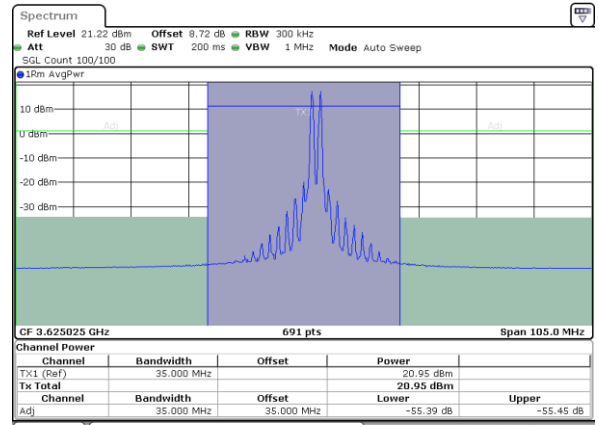 Spectrum
Ref Level 21.22 dBm Offset 8.72 dB RBW 300 kHz
Att 30 dB SWT 200 ms VBW 1 MHz Mode Auto Sweep
SGL Count 100/100
1Rm AvgPwr
10 dBm
Adj TX Adj
0 dBm
-10 dBm
-20 dBm
-30 dBm
CF 3.625025 GHz 691 pts Span 105.0 MHz
Channel Power
Channel Bandwidth Offset Power
TX1 (Ref) 35.000 MHz 20.95 dBm
Tx Total 20.95 dBm
Channel Bandwidth Offset Lower Upper
Adj 35.000 MHz 35.000 MHz -55.39 dB -55.45 dB